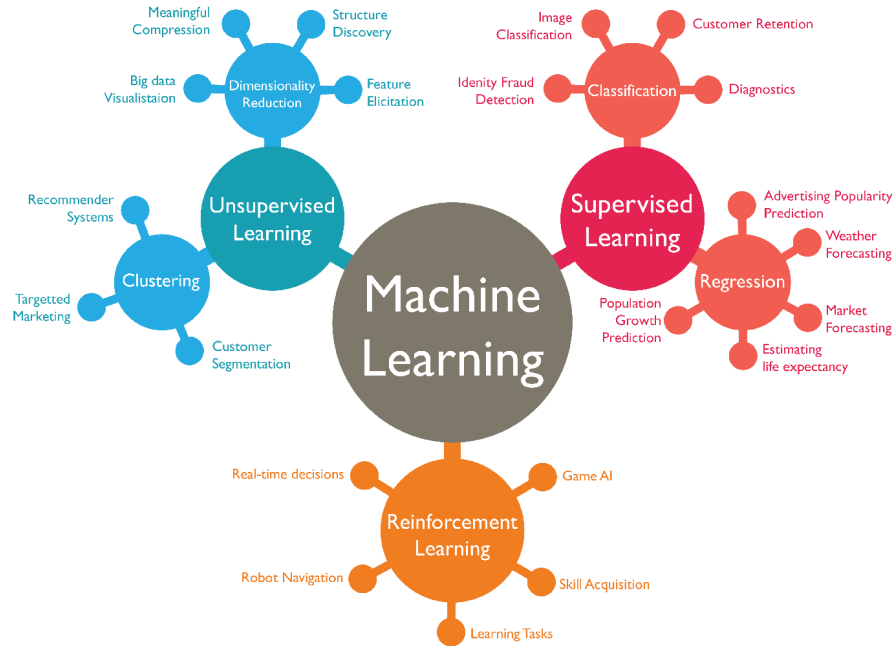 Meaningful
Compression
Structure
Discovery
Big data
Visualistaion
Dimensionality
Reduction
Feature
Elicitation
Image
Classification
Customer Retention
Idenity Fraud
Detection
Classification
Diagnostics
Unsupervised
Learning
Supervised
Learning
Recommender
Systems
Clustering
Targetted
Marketing
Customer
Segmentation
Machine
Learning
Advertising Popularity
Prediction
Weather
Forecasting
Regression
Population
Growth
Prediction
Market
Forecasting
Estimating
life expectancy
Real-time decisions
Game AI
Reinforcement
Learning
Robot Navigation
Skill Acquisition
Learning Tasks